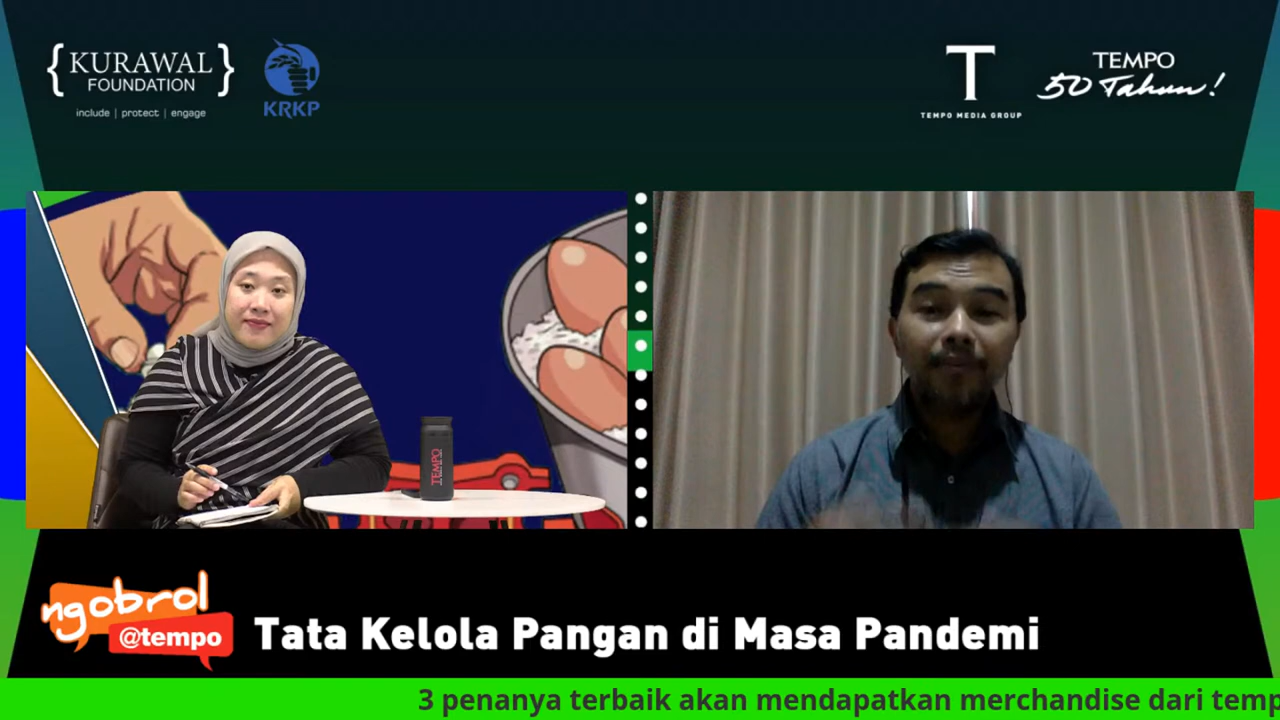 { KURAWAL }
FOUNDATION
include | protect | engage
KRKP
T
TEMPO MEDIA GROUP
TEMPO
50 Tahun!
TEMPO
ngobrol
@tempo
Tata Kelola Pangan di Masa Pandemi
3 penanya terbaik akan mendapatkan merchandise dari temp